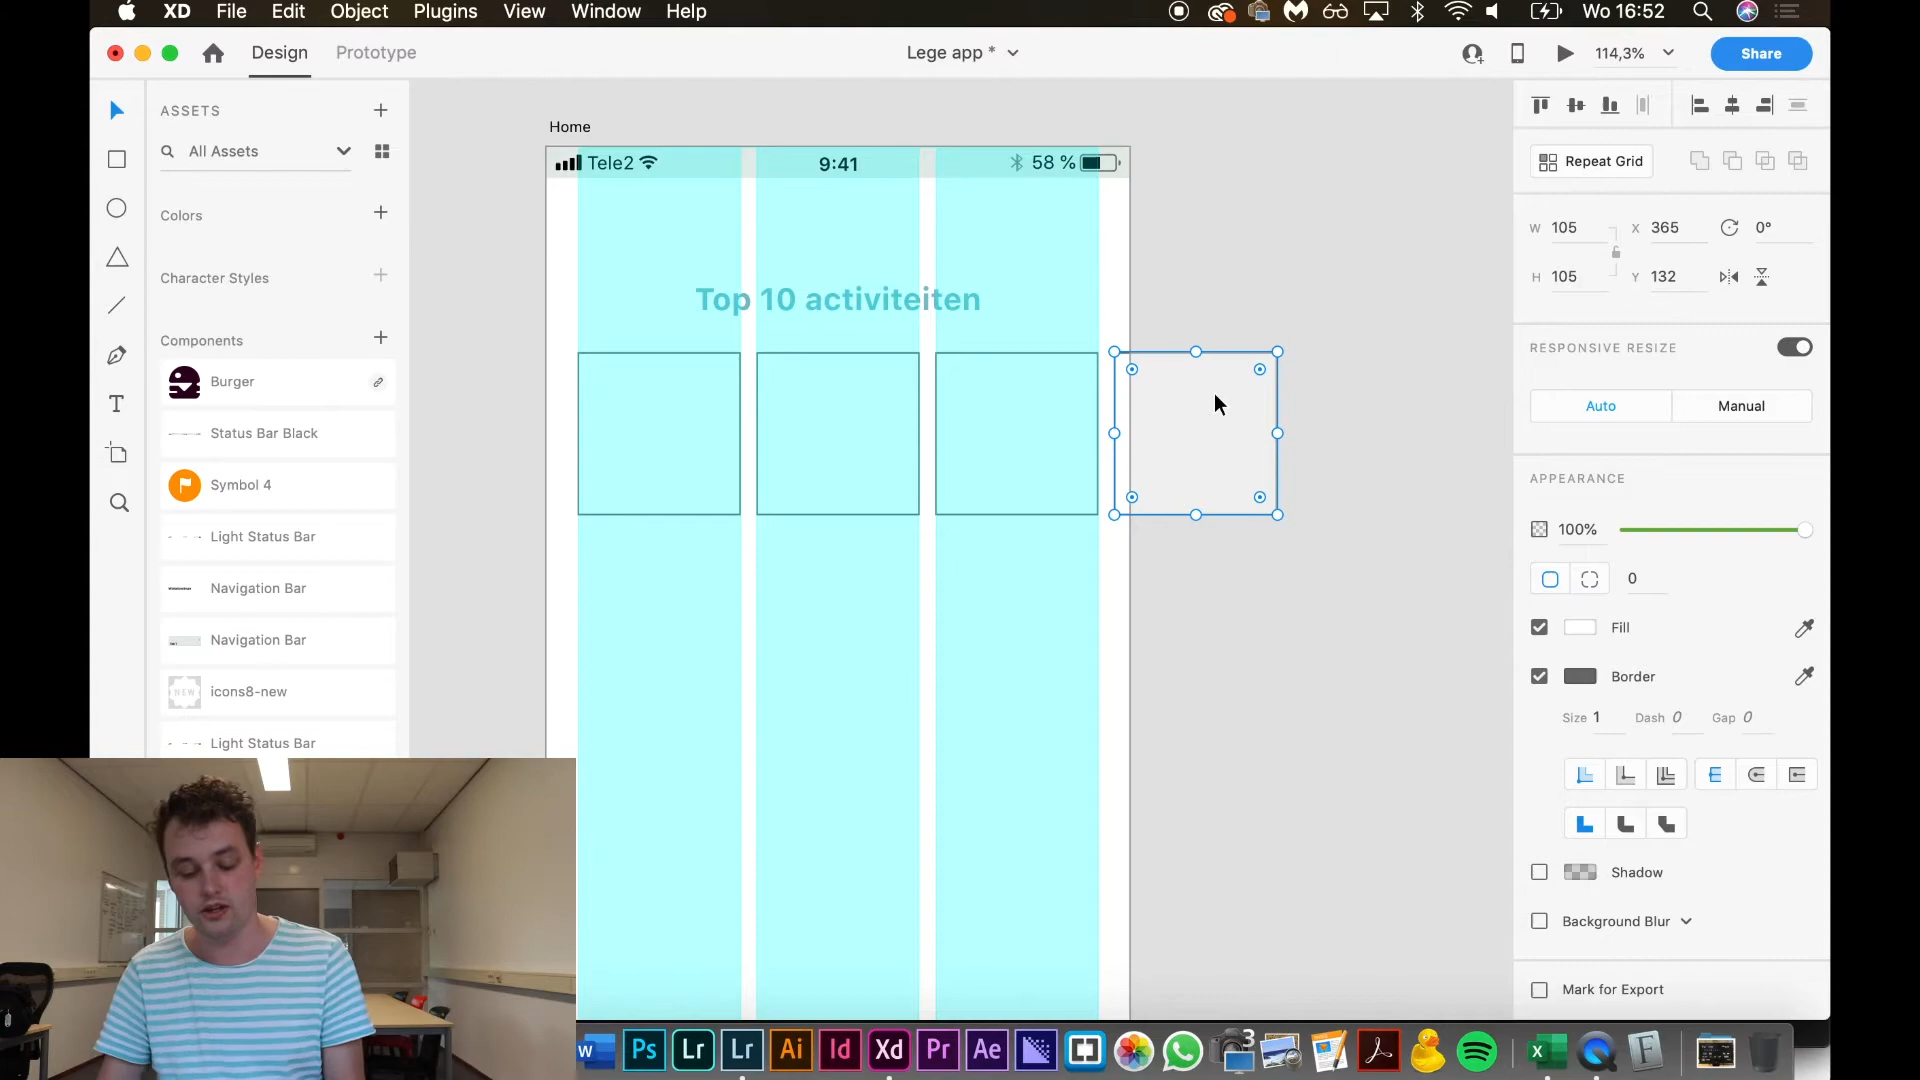 XD File Edit Object Plugins View Window Help Wo 16:52
Design Prototype Lege app * 114,3% Share
ASSETS
All Assets
Colors
Character Styles
Components
Burger
Status Bar Black
Symbol 4
Light Status Bar
Navigation Bar
Navigation Bar
NEW icons8-new
Light Status Bar
Home
Tele2 9:41 58 %
Top 10 activiteiten
Repeat Grid
W 105 X 365 0°
H 105 Y 132
RESPONSIVE RESIZE
Auto Manual
APPEARANCE
100%
0
Fill
Border
Size 1 Dash 0 Gap 0
Shadow
Background Blur
Mark for Export
W Ps Lr Lr Ai Id Xd Pr Ae 3 X F